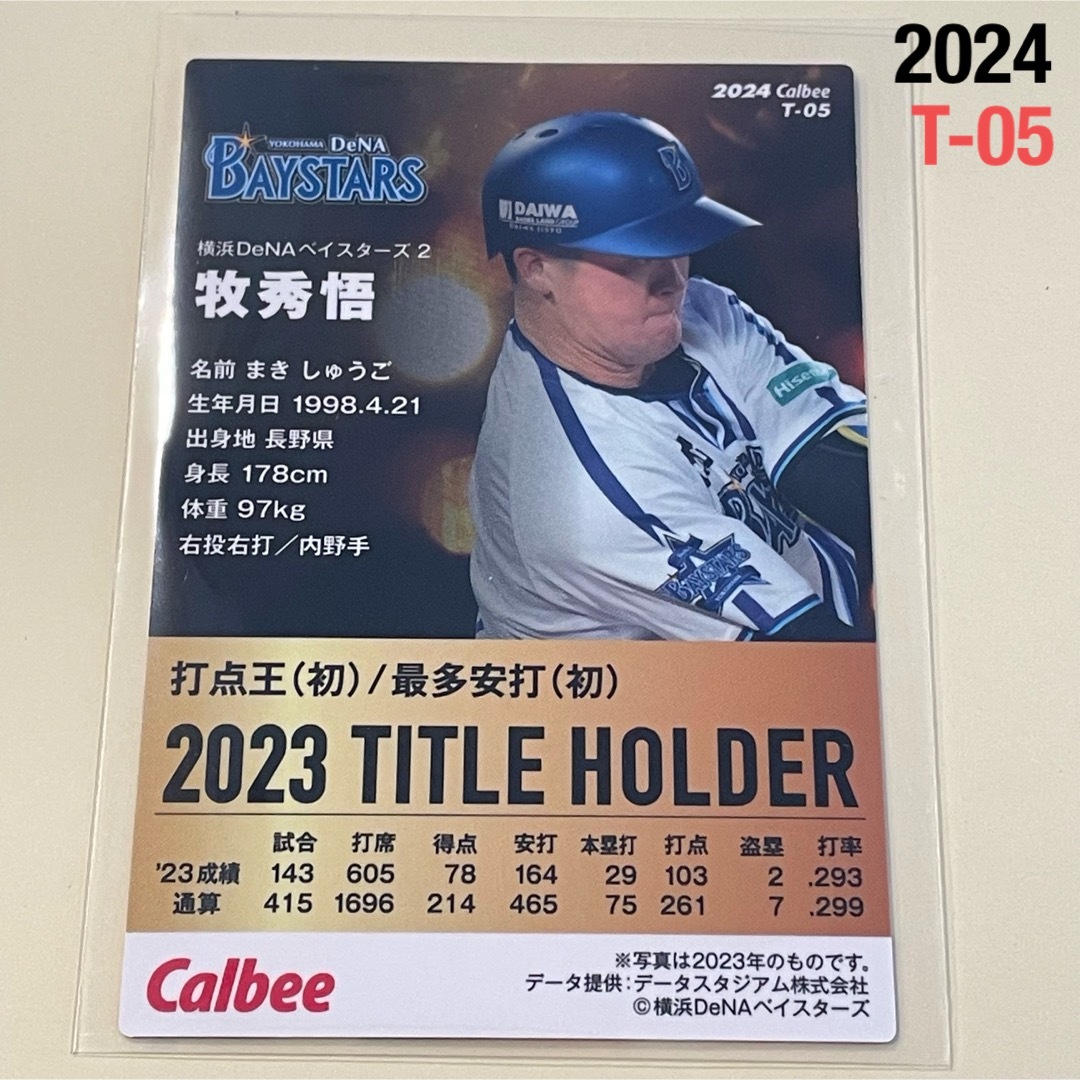 2024
T-05
2024 Calbee
T-05
YOKOHAMA DeNA
BAYSTARS
横浜DeNAベイスターズ 2
牧秀悟
名前 まき しゅうご
生年月日 1998.4.21
出身地 長野県
身長 178cm
体重 97kg
右投右打／内野手
DAIWA
Hisense
BAYSTARS
打点王(初)/最多安打(初)
2023 TITLE HOLDER
試合 打席 得点 安打 本塁打 打点 盗塁 打率
'23成績 143 605 78 164 29 103 2 .293
通算 415 1696 214 465 75 261 7 .299
Calbee
※写真は2023年のものです。
データ提供:データスタジアム株式会社
©横浜DeNAベイスターズ